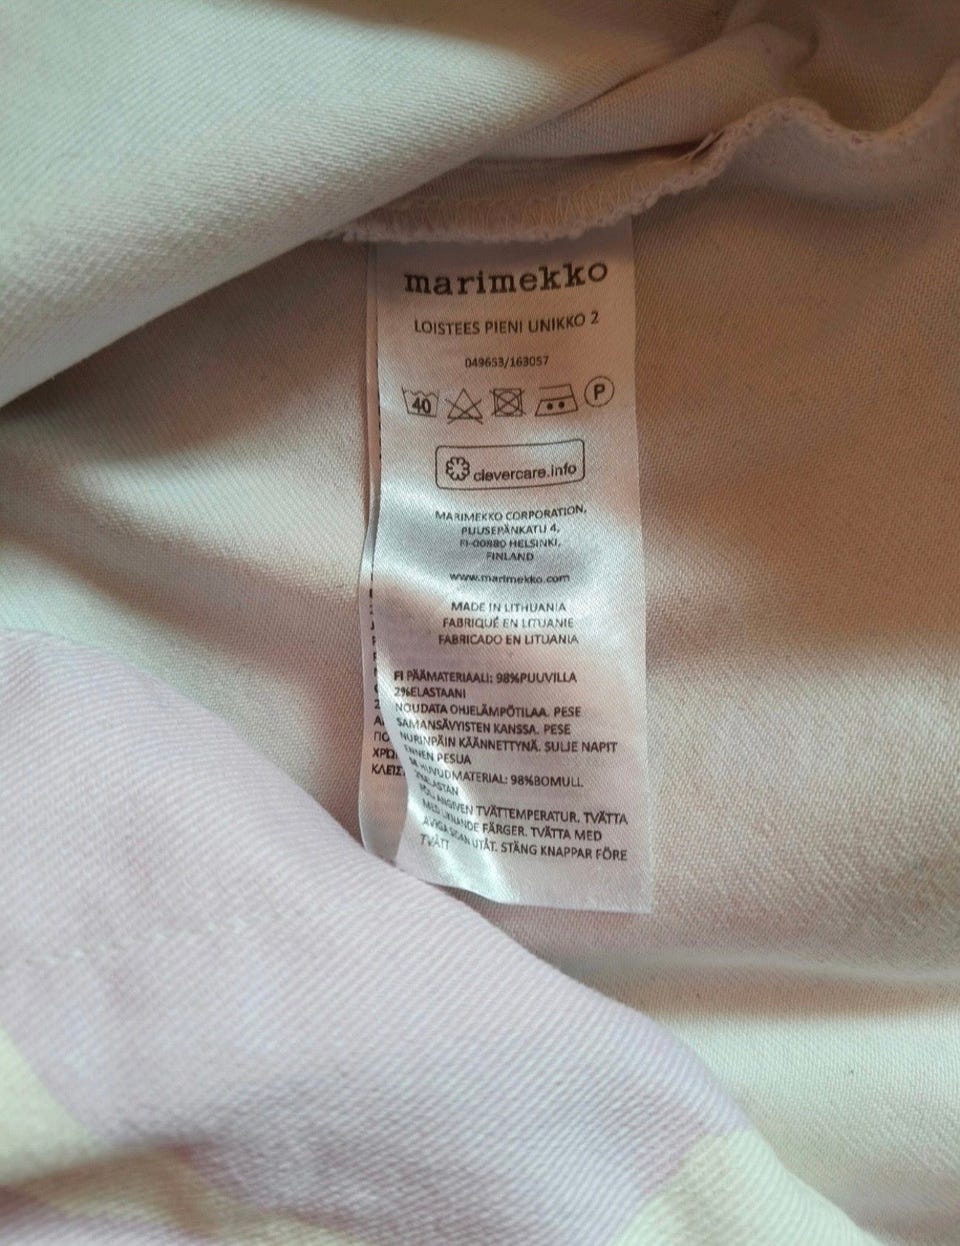 marimekko
LOISTEES PIENI UNIKKO 2
049653/163057
40 P
clevercare.info
MARIMEKKO CORPORATION,
PUUSEPÄNKATU 4,
FI-00880 HELSINKI,
FINLAND
www.marimekko.com
MADE IN LITHUANIA
FABRIQUÉ EN LITUANIE
FABRICADO EN LITUANIA
FI PÄÄMATERIAALI: 98%PUUVILLA
2%ELASTAANI
NOUDATA OHJELÄMPÖTILAA. PESE
SAMANSÄVYISTEN KANSSA. PESE
NURINPÄIN KÄÄNNETTYNÄ. SULJE NAPIT
ENNEN PESUA
HUVUDMATERIAL: 98%BOMULL
ANGIVEN TVÄTTEMPERATUR. TVÄTTA
MED LIKNANDE FÄRGER. TVÄTTA MED
UTÅT. STÄNG KNAPPAR FÖRE
TVÄTT